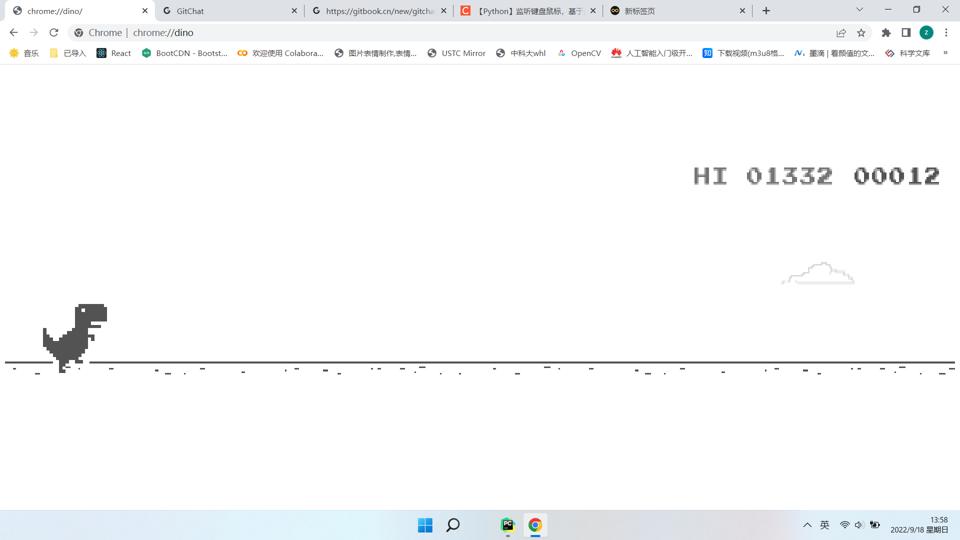 chrome://dino/
GitChat
https://gitbook.cn/new/gitcha
【Python】监听键盘鼠标，基于
新标签页
Chrome | chrome://dino
音乐
已导入
React
BootCDN - Bootst...
欢迎使用 Colabora...
图片表情制作,表情...
USTC Mirror
中科大whl
OpenCV
人工智能入门级开...
下载视频(m3u8格...
墨滴 | 看颜值的文...
科学文库
»
HI 01332 00012
英
13:58
2022/9/18 星期日